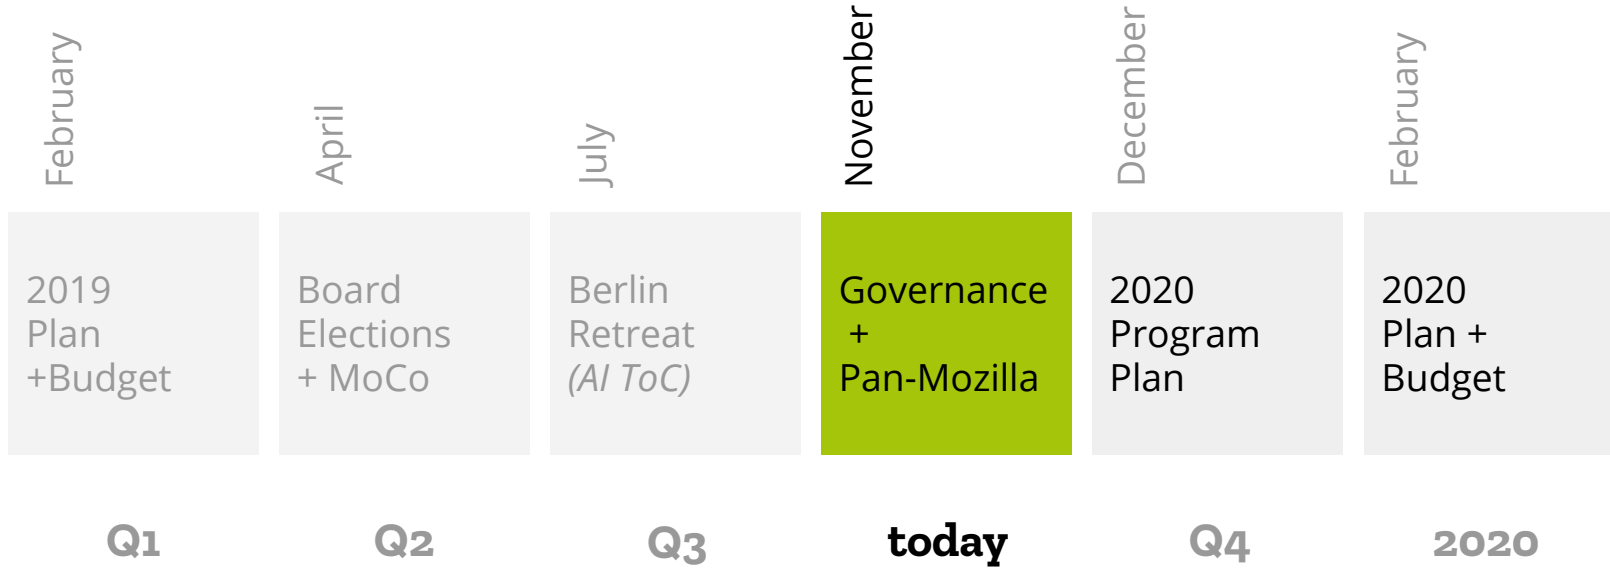 February
April
July
November
December
February
2019
Plan
+Budget
Board
Elections
+ MoCo
Berlin
Retreat
(AI ToC)
Governance
+
Pan-Mozilla
2020
Program
Plan
2020
Plan +
Budget
Q1
Q2
Q3
today
Q4
2020